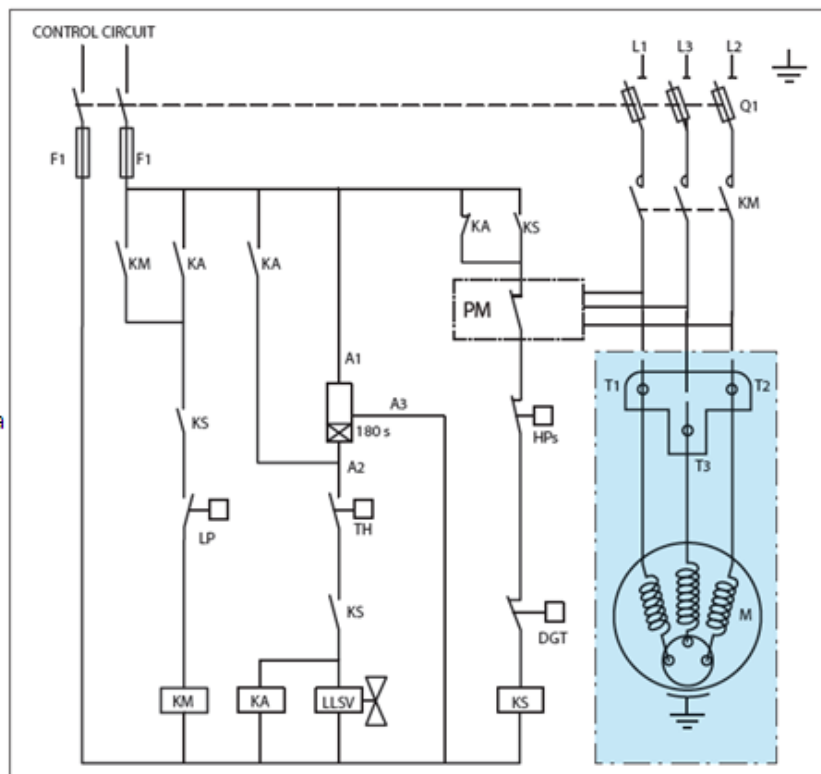 CONTROL CIRCUIT
L1 L3 L2
Q1
F1 F1
KM
KA KS
KM KA KA
PM
A1
T1 T2
A3
a
180 s
KS
HPs
A2
T3
TH
LP
KS
M
DGT
KM KA LLSV KS